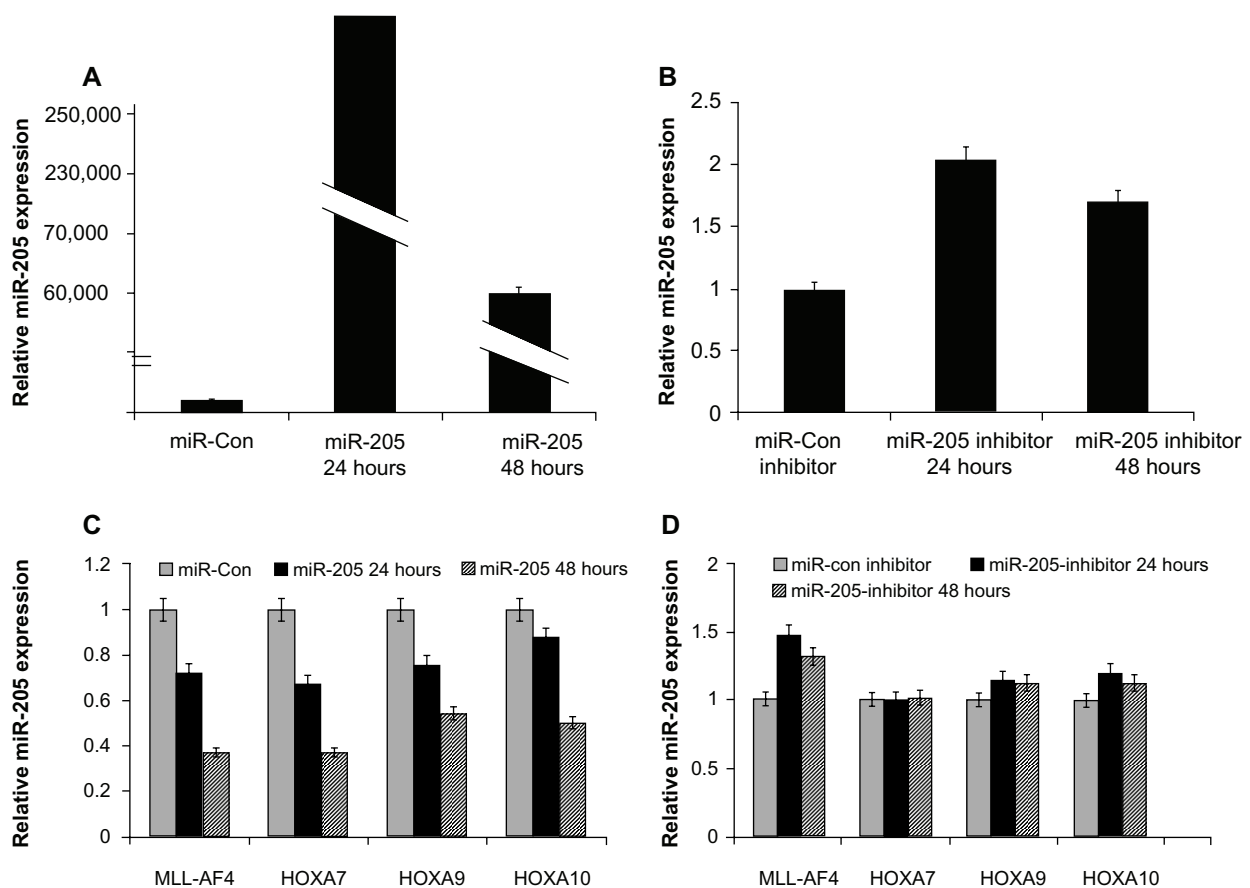 A
Relative miR-205 expression
250,000
230,000
70,000
60,000
miR-Con
miR-205
24 hours
miR-205
48 hours
B
Relative miR-205 expression
2.5
2
1.5
1
0.5
0
miR-Con
inhibitor
miR-205 inhibitor
24 hours
miR-205 inhibitor
48 hours
C
Relative miR-205 expression
1.2
1
0.8
0.6
0.4
0.2
0
miR-Con
miR-205 24 hours
miR-205 48 hours
MLL-AF4
HOXA7
HOXA9
HOXA10
D
Relative miR-205 expression
2
1.5
1
0.5
0
miR-con inhibitor
miR-205-inhibitor 24 hours
miR-205-inhibitor 48 hours
MLL-AF4
HOXA7
HOXA9
HOXA10